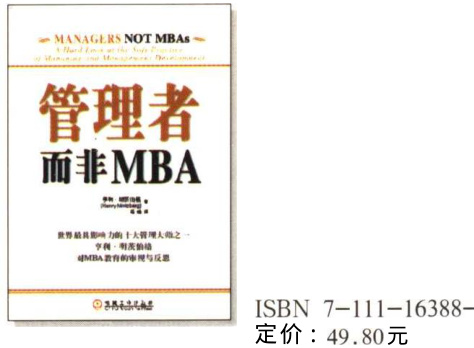 MANAGERS NOT MBAs
A Hard Look at the Soft Practice
of Managing and Management Development
管理者
而非MBA
亨利·明茨伯格 著
(Henry Mintzberg)
世界最具影响力的十大管理大师之一
亨利·明茨伯格
对MBA教育的审视与反思
机械工业出版社
ISBN 7-111-16388-
定价：49.80元